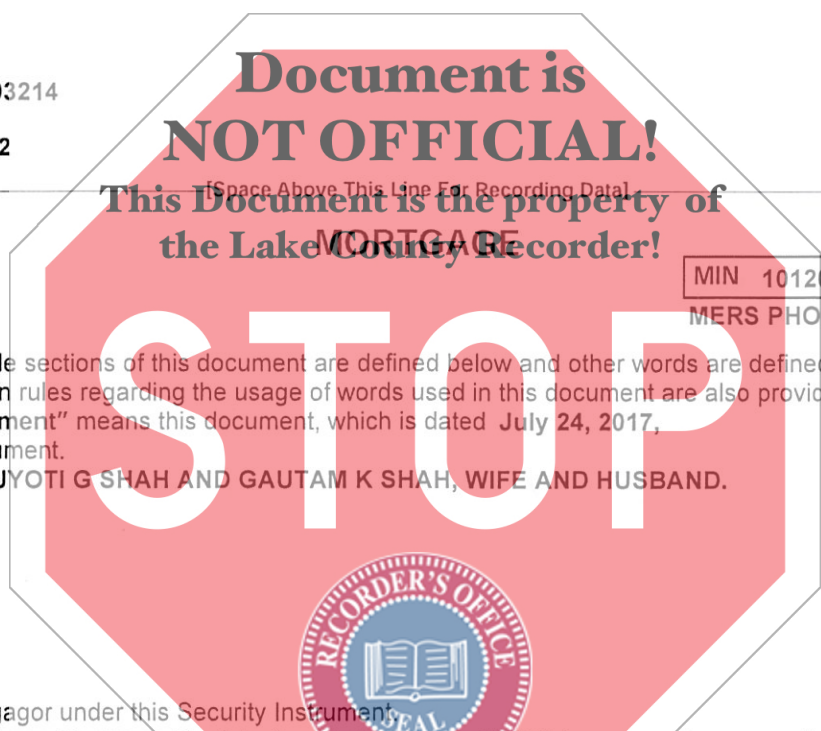 03214
2
Document is
NOT OFFICIAL!
[Space Above This Line For Recording Data]
This Document is the property of
the Lake County Recorder!
MORTGAGE
MIN 1012
MERS PHO
e sections of this document are defined below and other words are defined
n rules regarding the usage of words used in this document are also provid
ment" means this document, which is dated July 24, 2017,
ument.
JYOTI G SHAH AND GAUTAM K SHAH, WIFE AND HUSBAND.
STOP
RECORDER'S OFFICE
SEAL
agor under this Security Instrument.